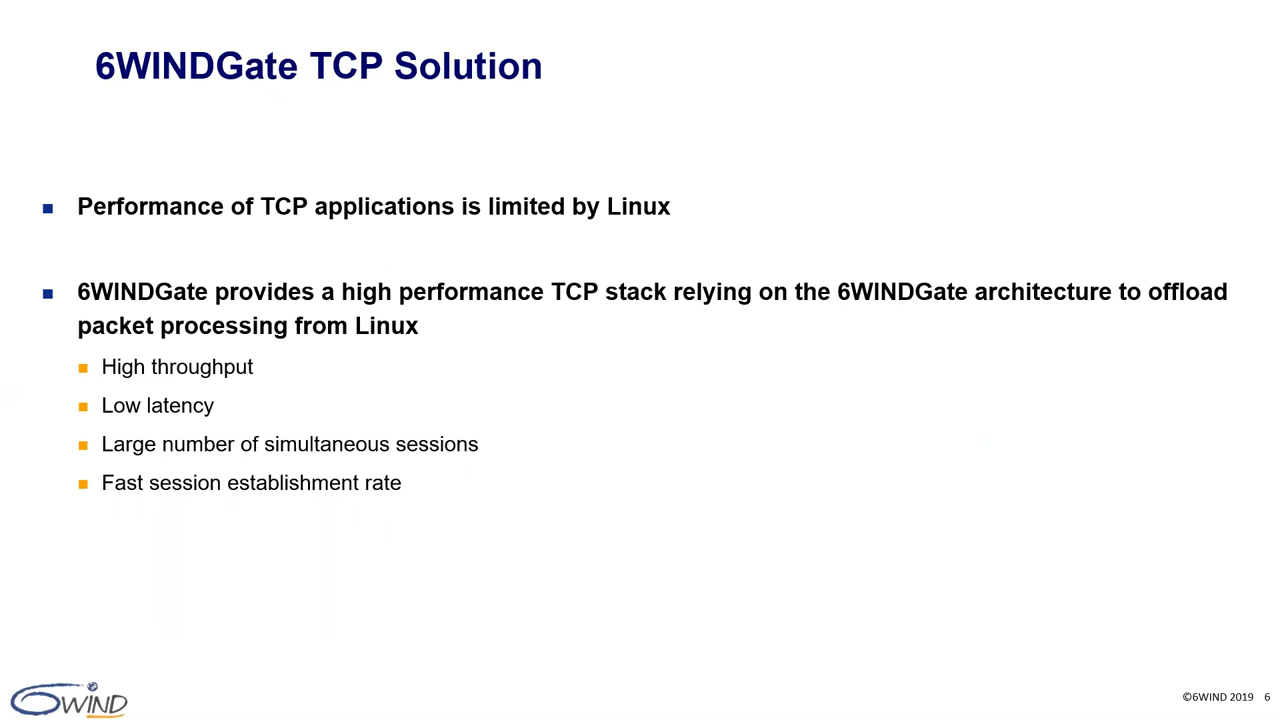 6WINDGate TCP Solution
Performance of TCP applications is limited by Linux
6WINDGate provides a high performance TCP stack relying on the 6WINDGate architecture to offload
packet processing from Linux
High throughput
Low latency
Large number of simultaneous sessions
Fast session establishment rate
6WIND
©6WIND 2019 6